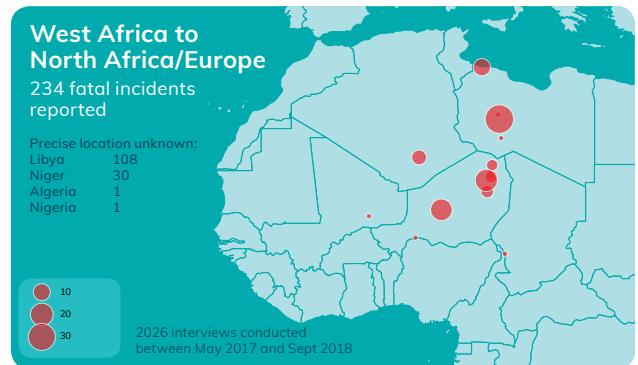 West Africa to
North Africa/Europe
234 fatal incidents
reported
Precise location unknown:
Libya 108
Niger 30
Algeria 1
Nigeria 1
10
20
30
2026 interviews conducted
between May 2017 and Sept 2018